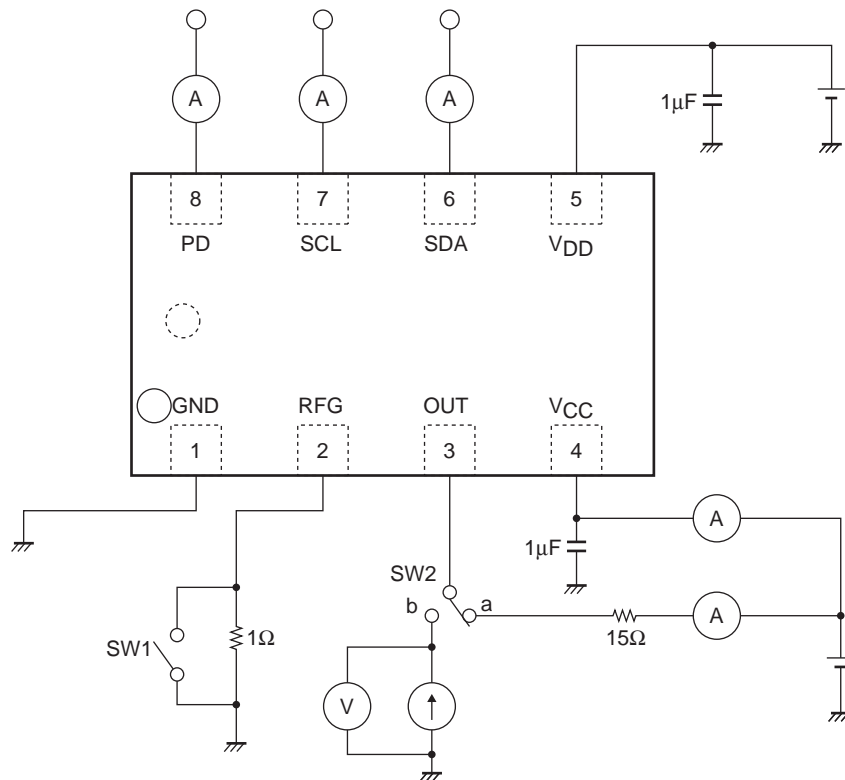 A A A
1μF
8 7 6 5
PD SCL SDA VDD
GND RFG OUT VCC
1 2 3 4
A
1μF
SW2
b a
A
SW1 1Ω 15Ω
V